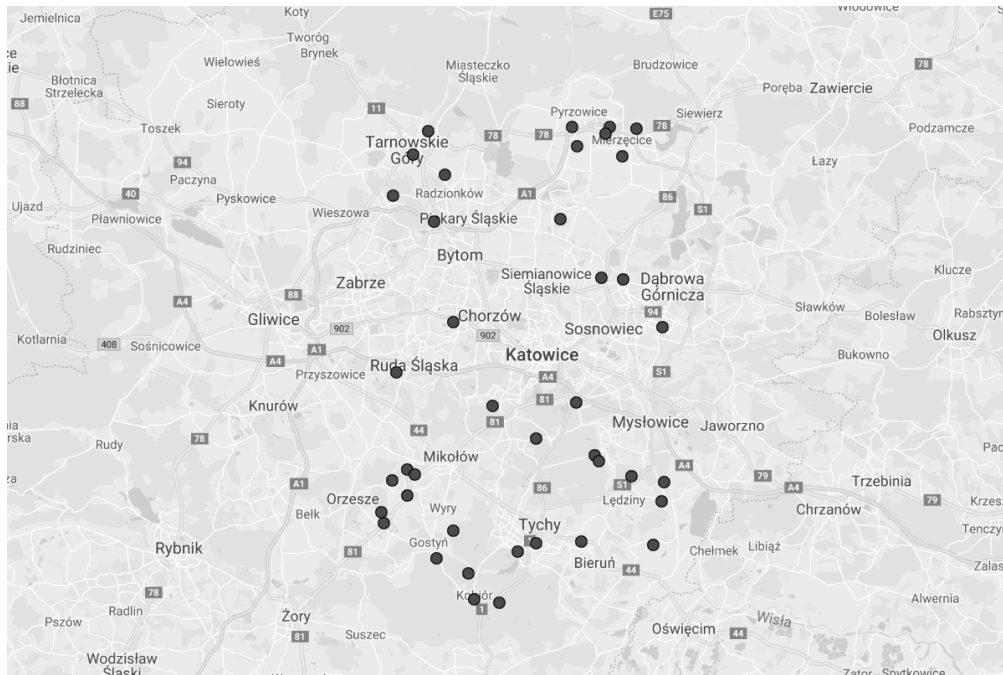 Koty
Jemielnica
E75
Włodowice
Tworóg
Brynek
Wielowieś
Miasteczko
Śląskie
Brudzowice
78
Błotnica
Strzelecka
Poręba
Zawiercie
88
Sieroty
11
Pyrzowice
Siewierz
Toszek
78
78
78
Podzamcze
Tarnowskie
Góry
Mierzęcice
94
Łazy
Paczyna
40
Pyskowice
Radzionków
A1
86
Ujazd
Pławniowice
Wieszowa
Piekary Śląskie
S1
Rudziniec
Bytom
Siemianowice
Śląskie
Dąbrowa
Górnicza
Klucze
Zabrze
A4
88
Sławków
Bolesław
Rabsztyn
Gliwice
Chorzów
94
902
902
Sosnowiec
Kotlarnia
408
Sośnicowice
A1
Olkusz
A4
Katowice
Bukowno
Przyszowice
Ruda Śląska
S1
A4
Knurów
81
81
Mysłowice
Jaworzno
44
78
Rudy
Mikołów
A4
79
Trzebinia
A1
86
S1
A4
Orzesze
Lędziny
79
Wyry
Chrzanów
Bełk
Tychy
Rybnik
Gostyń
81
Chełmek
Libiąż
Bieruń
44
78
Kobiór
Alwernia
Radlin
1
Pszów
Żory
Wisła
81
Suszec
Oświęcim
44
Wodzisław
Śląski
Zator
Spytkowice